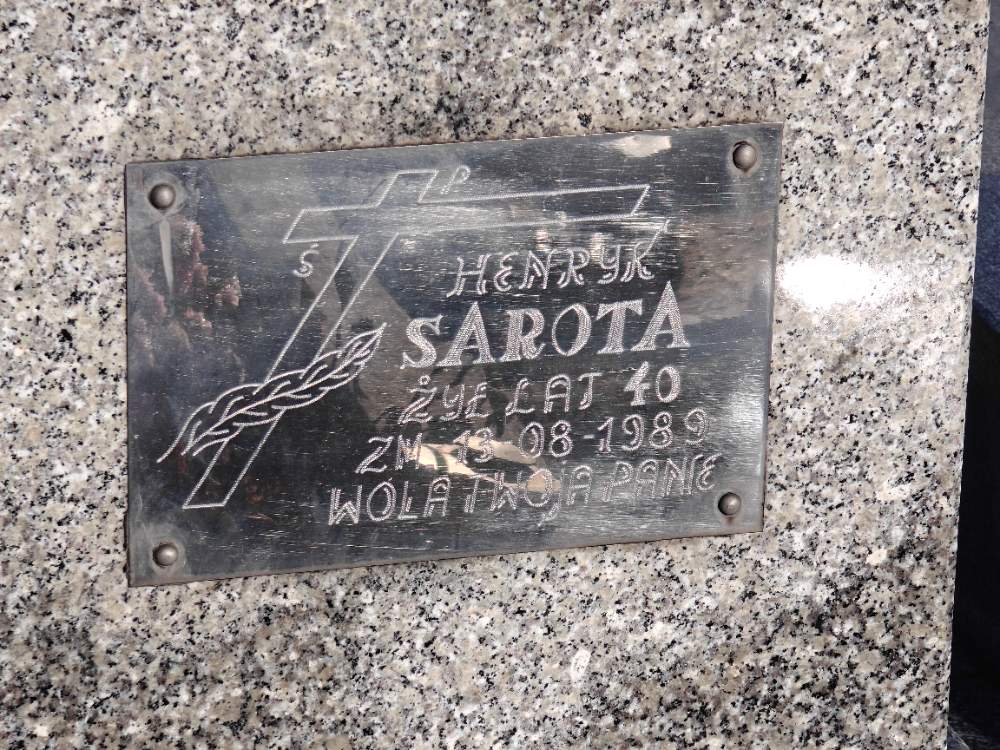 Ś P
HENRYK
SAROTA
ŻYŁ LAT 40
ZM 13-08-1989
WOLA TWOJA PANIE